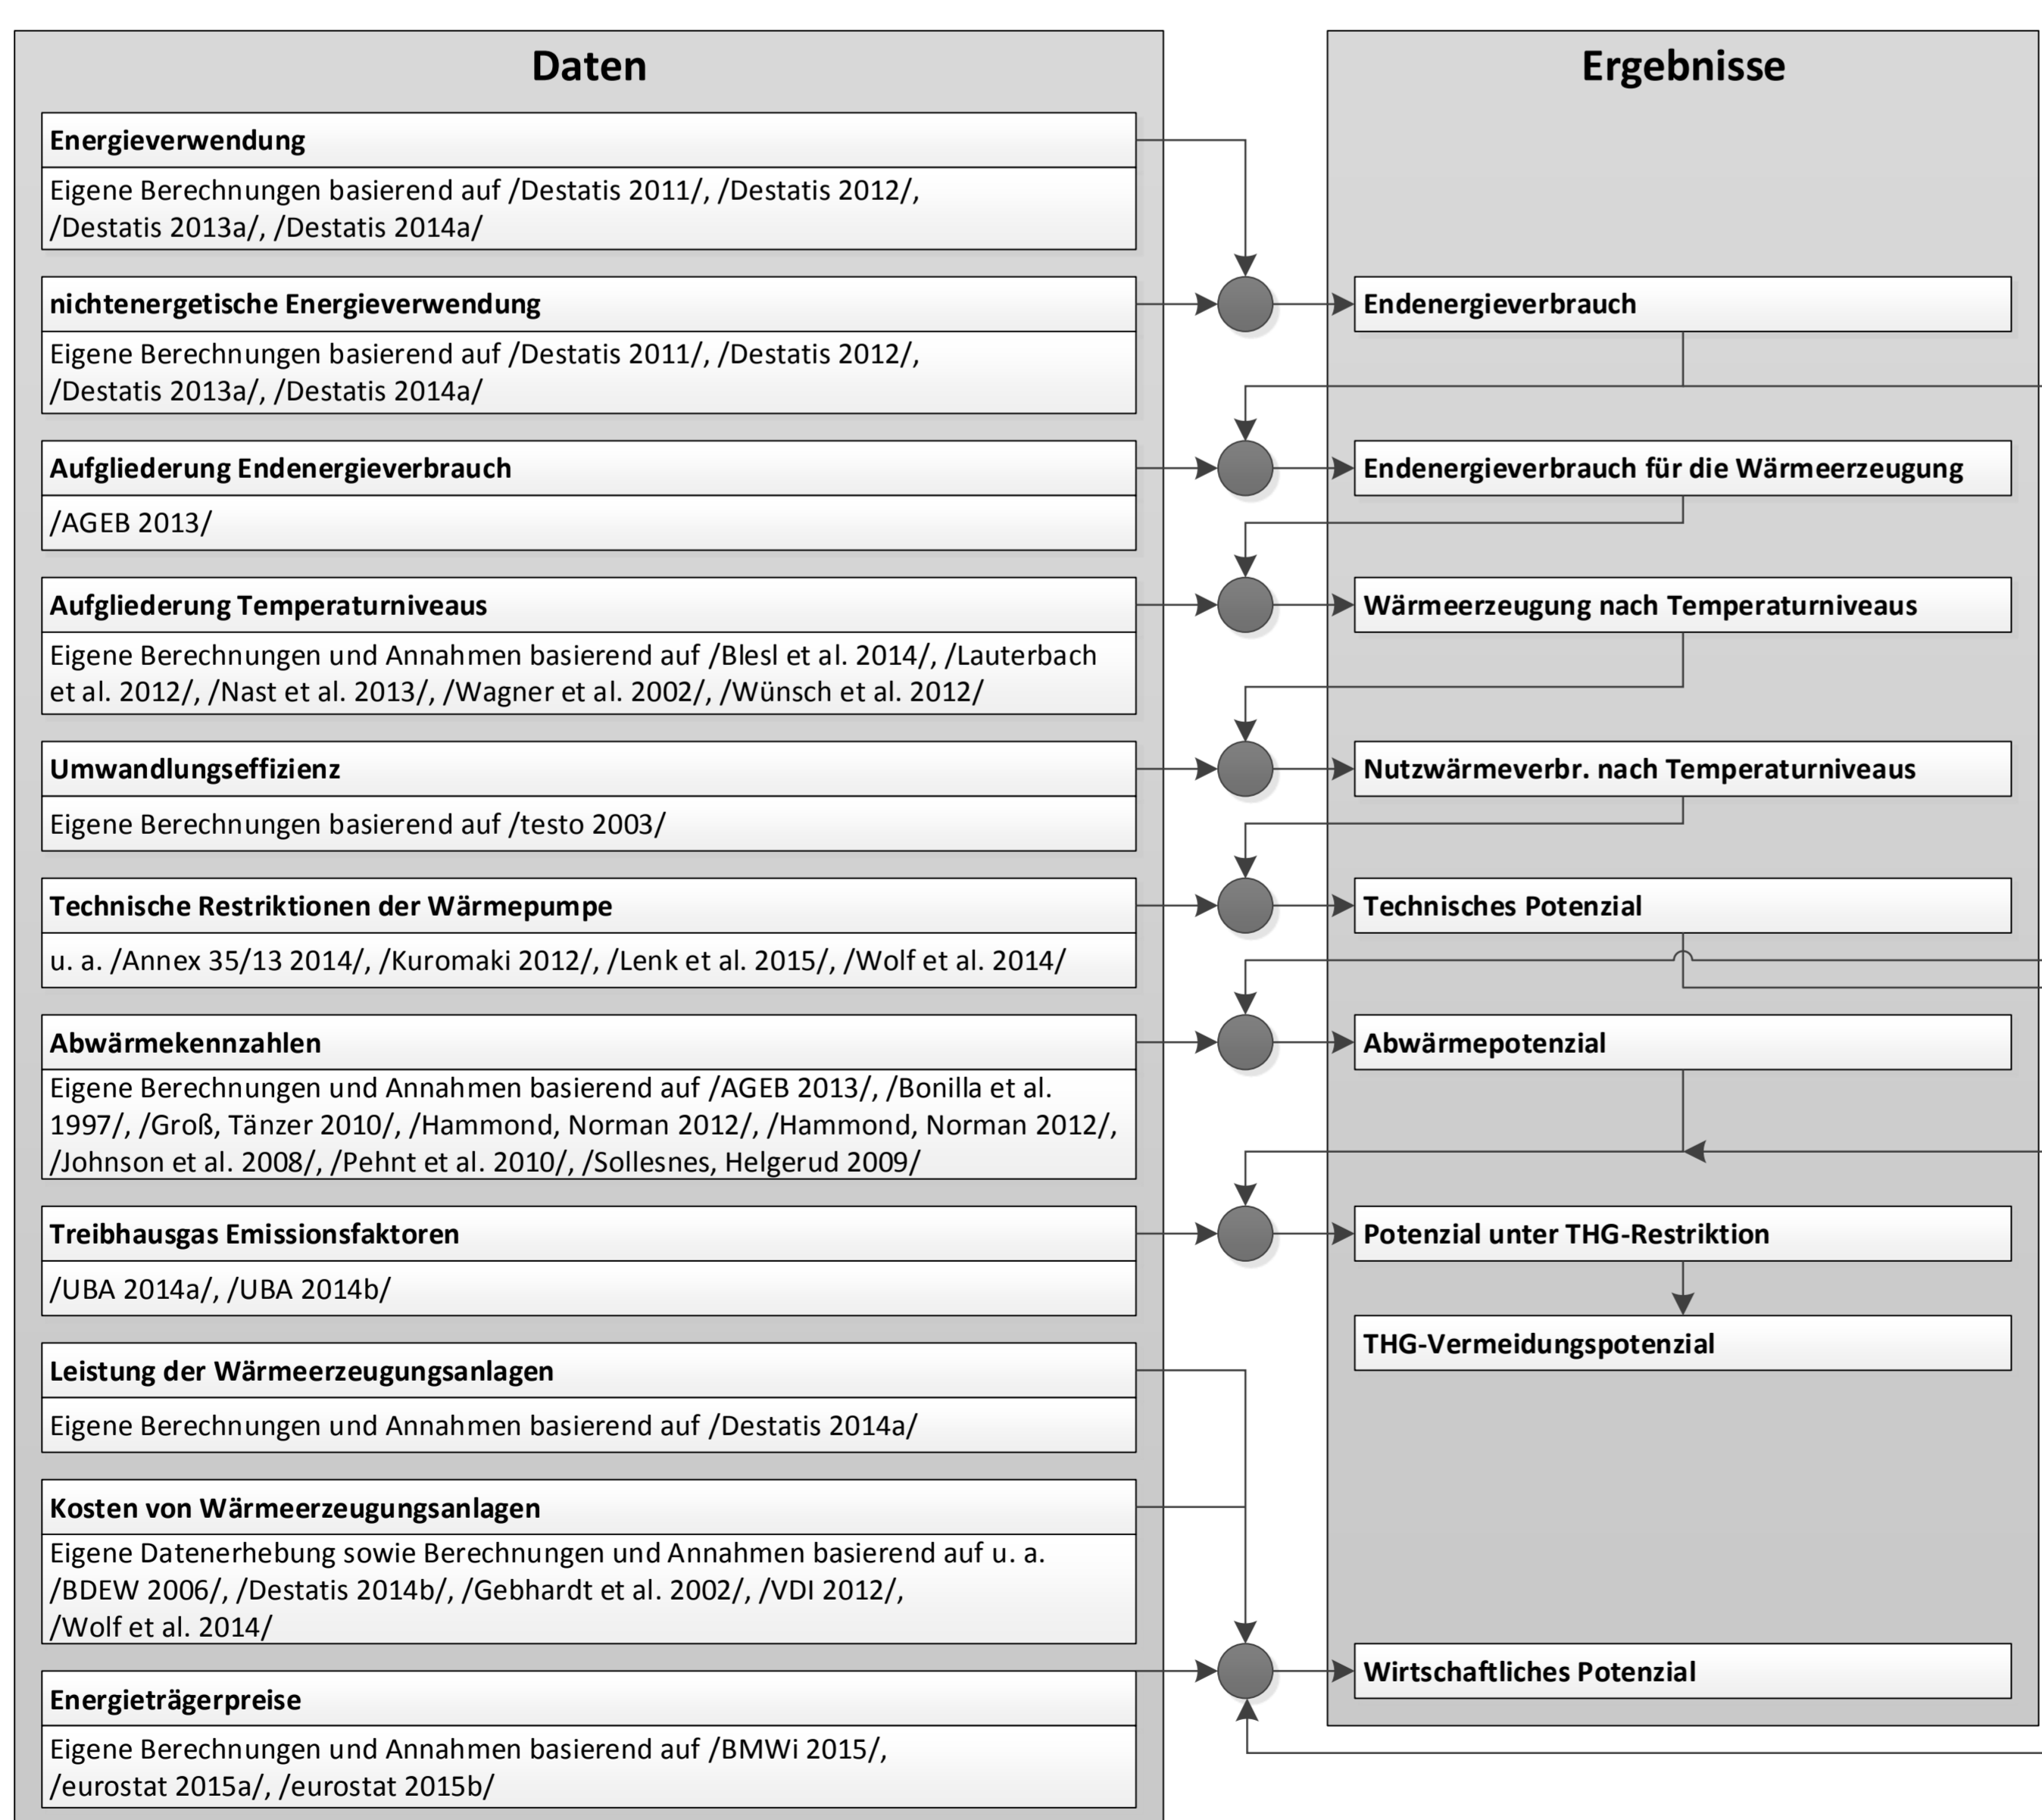 Daten
Energieverwendung
Eigene Berechnungen basierend auf /Destatis 2011/, /Destatis 2012/,
/Destatis 2013a/, /Destatis 2014a/
nichtenergetische Energieverwendung
Eigene Berechnungen basierend auf /Destatis 2011/, /Destatis 2012/,
/Destatis 2013a/, /Destatis 2014a/
Aufgliederung Endenergieverbrauch
/AGEB 2013/
Aufgliederung Temperaturniveaus
Eigene Berechnungen und Annahmen basierend auf /Blesl et al. 2014/, /Lauterbach
et al. 2012/, /Nast et al. 2013/, /Wagner et al. 2002/, /Wünsch et al. 2012/
Umwandlungseffizienz
Eigene Berechnungen basierend auf /testo 2003/
Technische Restriktionen der Wärmepumpe
u. a. /Annex 35/13 2014/, /Kuromaki 2012/, /Lenk et al. 2015/, /Wolf et al. 2014/
Abwärmekennzahlen
Eigene Berechnungen und Annahmen basierend auf /AGEB 2013/, /Bonilla et al.
1997/, /Groß, Tänzer 2010/, /Hammond, Norman 2012/, /Hammond, Norman 2012/,
/Johnson et al. 2008/, /Pehnt et al. 2010/, /Sollesnes, Helgerud 2009/
Treibhausgas Emissionsfaktoren
/UBA 2014a/, /UBA 2014b/
Leistung der Wärmeerzeugungsanlagen
Eigene Berechnungen und Annahmen basierend auf /Destatis 2014a/
Kosten von Wärmeerzeugungsanlagen
Eigene Datenerhebung sowie Berechnungen und Annahmen basierend auf u. a.
/BDEW 2006/, /Destatis 2014b/, /Gebhardt et al. 2002/, /VDI 2012/,
/Wolf et al. 2014/
Energieträgerpreise
Eigene Berechnungen und Annahmen basierend auf /BMWi 2015/,
/eurostat 2015a/, /eurostat 2015b/
Ergebnisse
Endenergieverbrauch
Endenergieverbrauch für die Wärmeerzeugung
Wärmeerzeugung nach Temperaturniveaus
Nutzwärmeverbr. nach Temperaturniveaus
Technisches Potenzial
Abwärmepotenzial
Potenzial unter THG-Restriktion
THG-Vermeidungspotenzial
Wirtschaftliches Potenzial